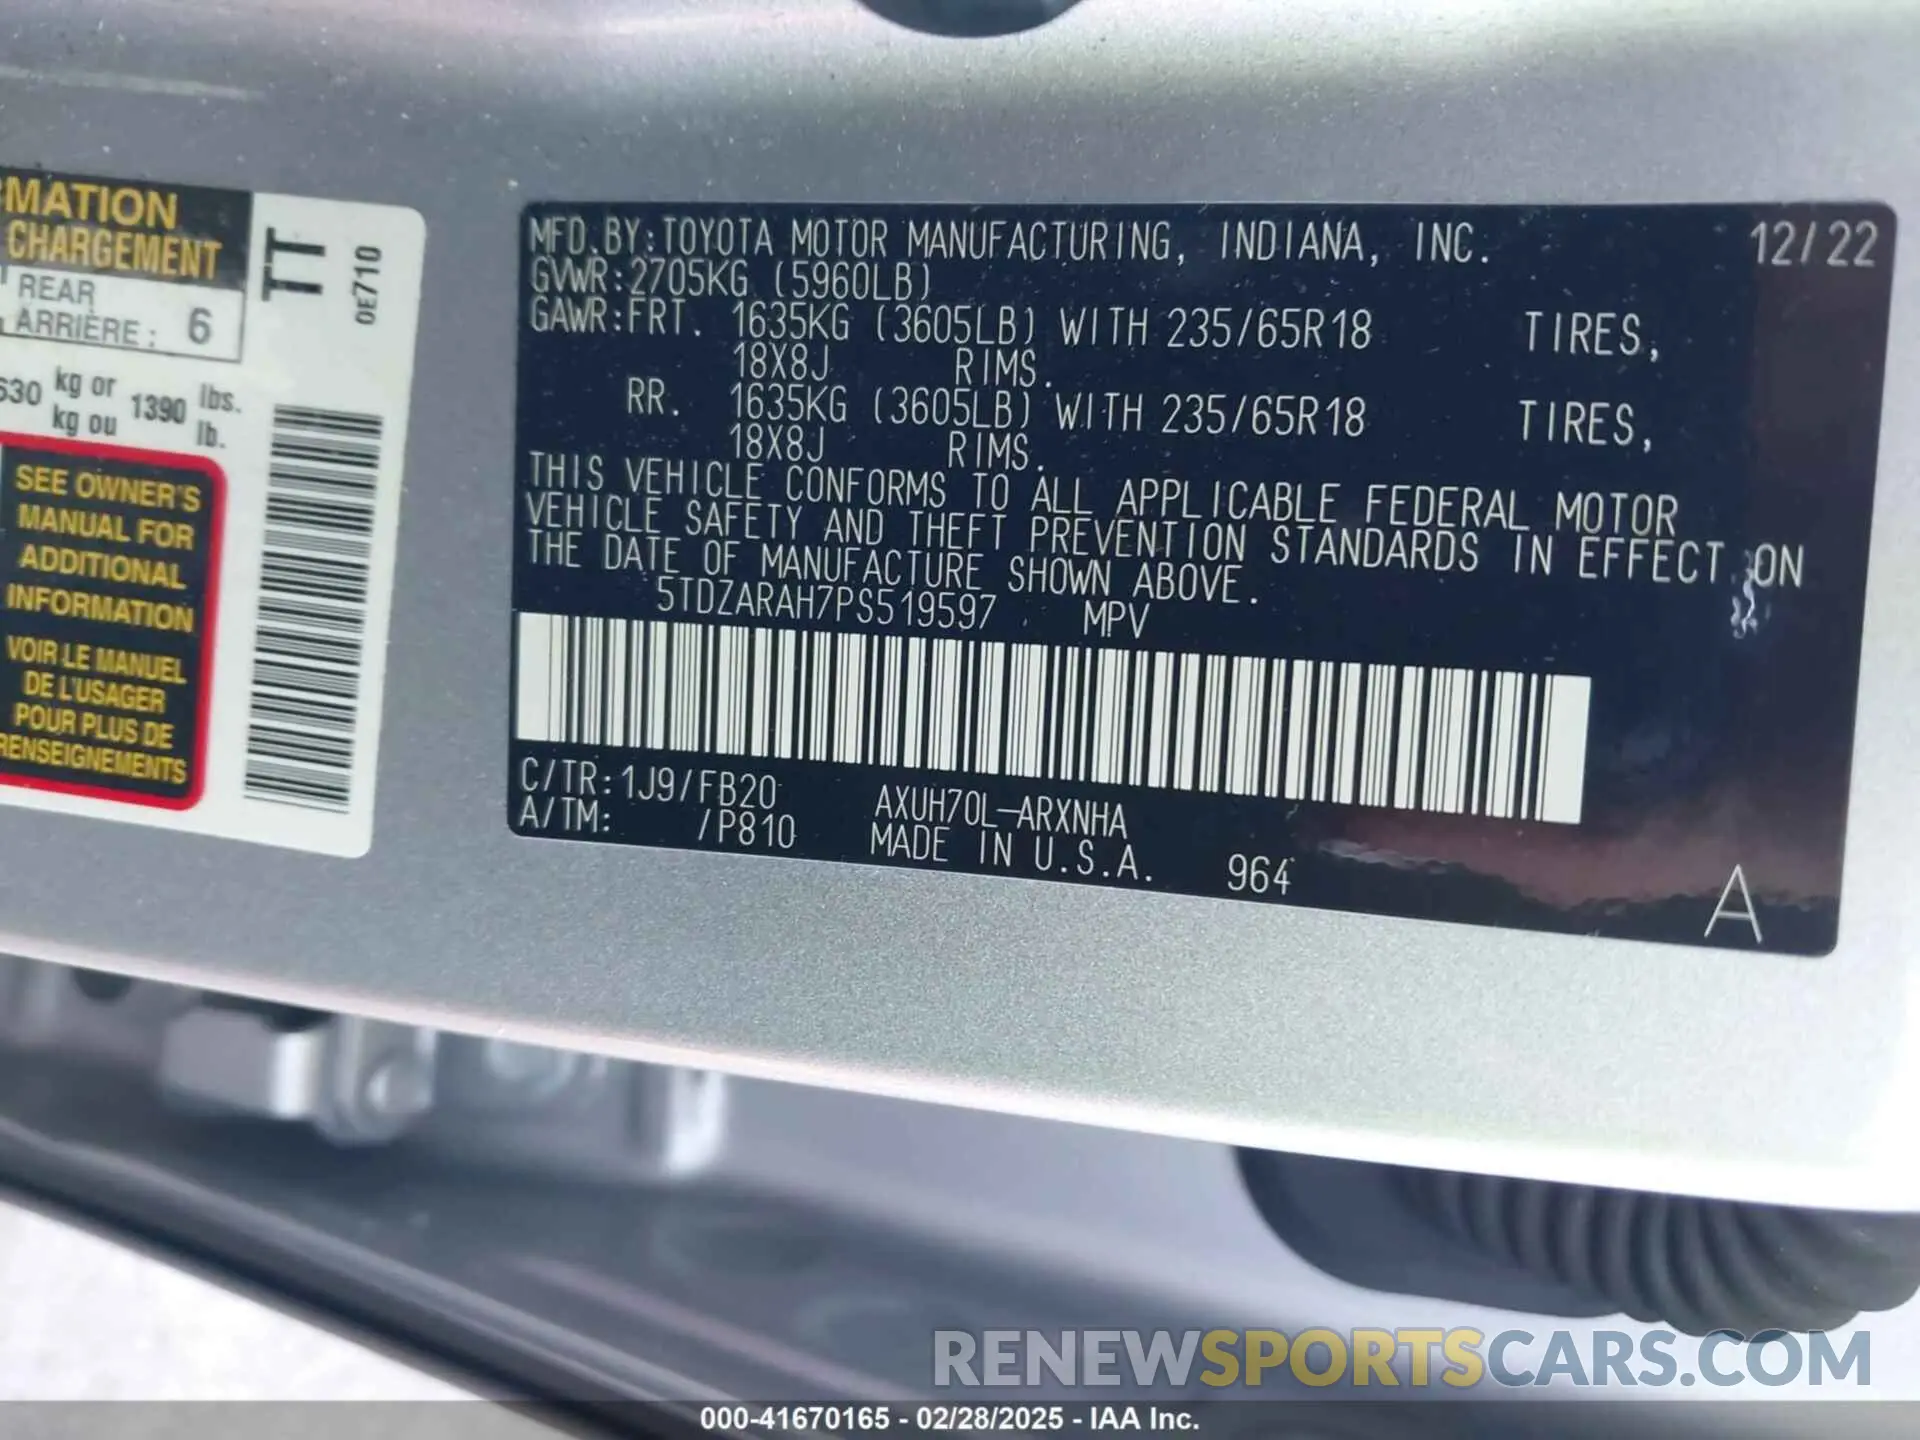 MATION
CHARGEMENT
REAR
ARRIÈRE : 6
kg or 1390 lbs.
kg ou lb.
SEE OWNER'S
MANUAL FOR
ADDITIONAL
INFORMATION
VOIR LE MANUEL
DE L'USAGER
POUR PLUS DE
RENSEIGNEMENTS
TT
0E710
MFD.BY:TOYOTA MOTOR MANUFACTURING, INDIANA, INC. 12/22
GVWR:2705KG (5960LB)
GAWR:FRT. 1635KG (3605LB) WITH 235/65R18 TIRES,
18X8J RIMS.
RR. 1635KG (3605LB) WITH 235/65R18 TIRES,
18X8J RIMS.
THIS VEHICLE CONFORMS TO ALL APPLICABLE FEDERAL MOTOR
VEHICLE SAFETY AND THEFT PREVENTION STANDARDS IN EFFECT ON
THE DATE OF MANUFACTURE SHOWN ABOVE.
5TDZARAH7PS519597 MPV
C/TR:1J9/FB20 AXUH70L-ARXNHA
A/TM: /P810 MADE IN U.S.A. 964
A
RENEWSPORTSCARS.COM
000-41670165 - 02/28/2025 - IAA Inc.